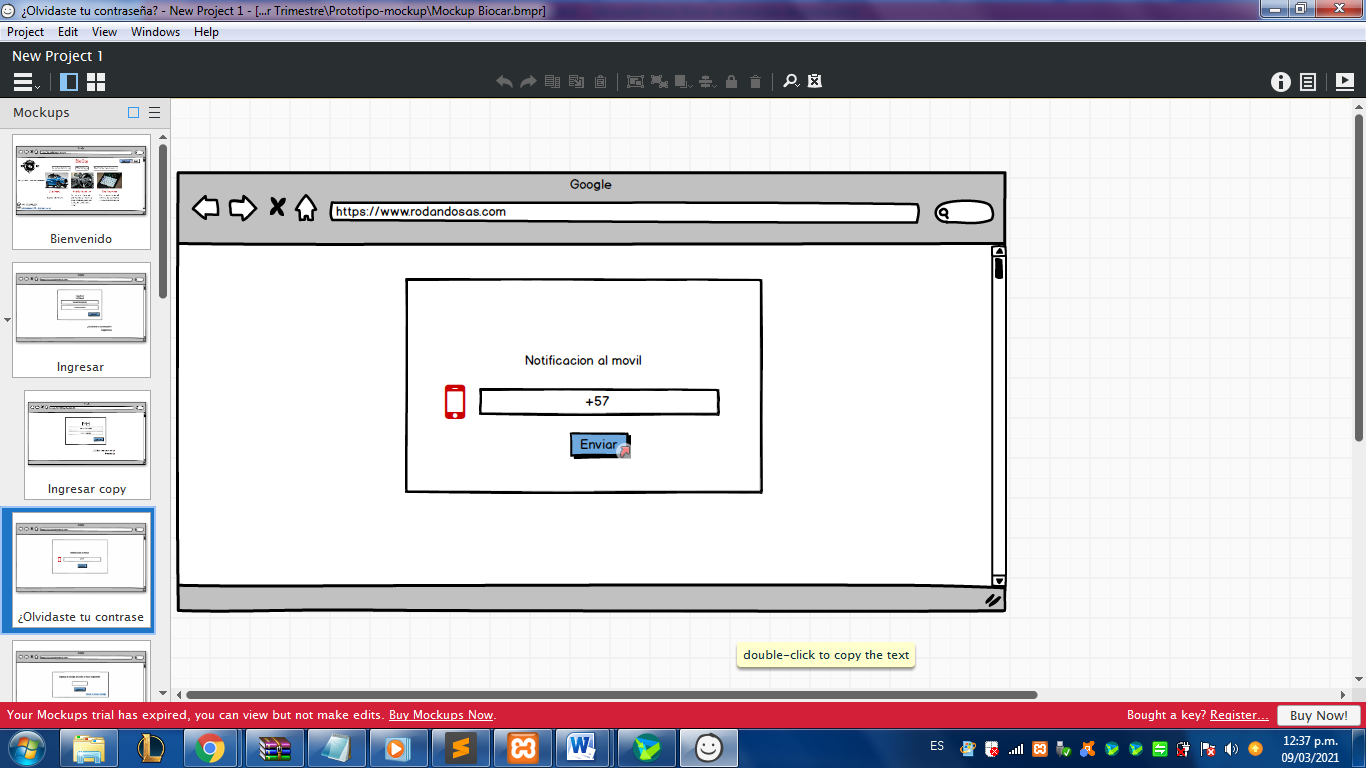 ¿Olvidaste tu contraseña? - New Project 1 - [...r Trimestre\Prototipo-mockup\Mockup Biocar.bmpr]
Project Edit View Windows Help
New Project 1
Mockups
Bienvenido
Ingresar
Ingresar copy
¿Olvidaste tu contrase
Google
https://www.rodandosas.com
Notificacion al movil
+57
Enviar
double-click to copy the text
Your Mockups trial has expired, you can view but not make edits. Buy Mockups Now.
Bought a key? Register... Buy Now!
ES
12:37 p.m.
09/03/2021